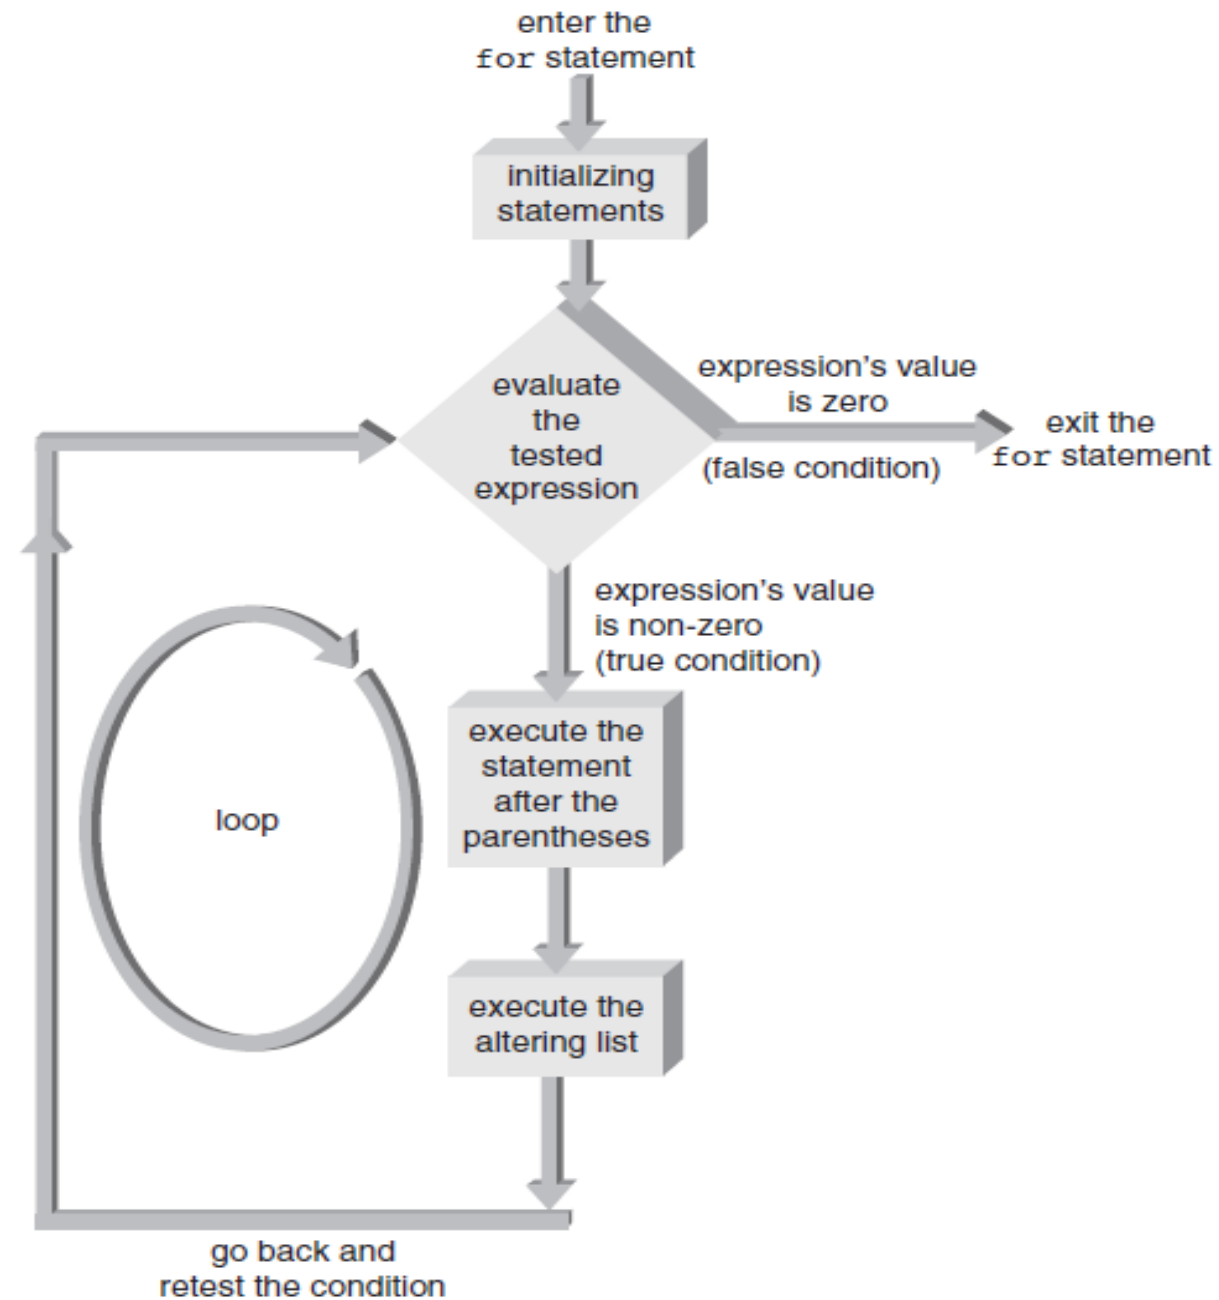 enter the
for statement
initializing
statements
evaluate
the
tested
expression
expression's value
is zero
(false condition)
exit the
for statement
expression's value
is non-zero
(true condition)
execute the
statement
after the
parentheses
loop
execute the
altering list
go back and
retest the condition